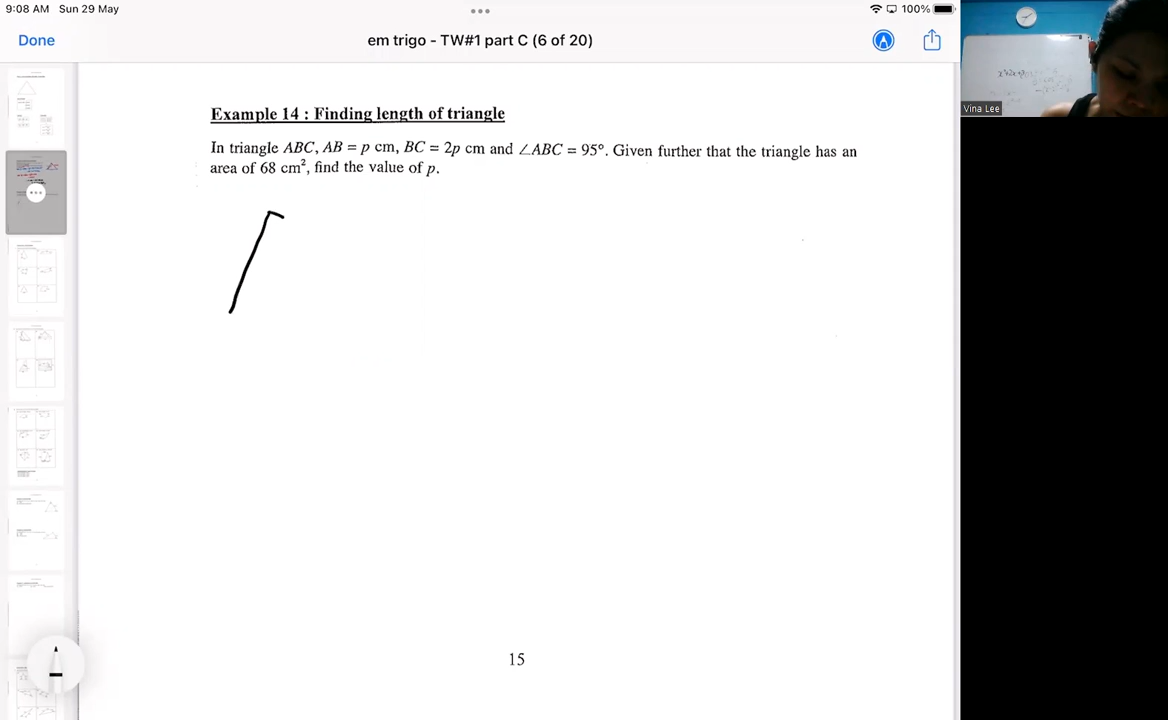 9:08 AM Sun 29 May
100%
Done
em trigo - TW#1 part C (6 of 20)
Vina Lee
Example 14 : Finding length of triangle
In triangle ABC, AB = p cm, BC = 2p cm and ∠ABC = 95°. Given further that the triangle has an
area of 68 cm², find the value of p.
15